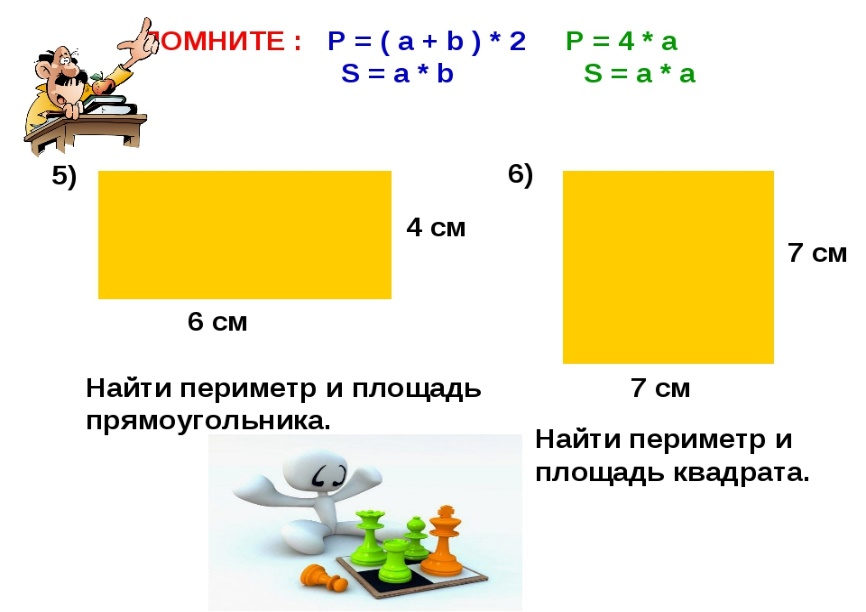 ПОМНИТЕ : P = ( a + b ) * 2 P = 4 * a
S = a * b S = a * a
5)
6)
4 см
7 см
6 см
Найти периметр и площадь
прямоугольника.
7 см
Найти периметр и
площадь квадрата.